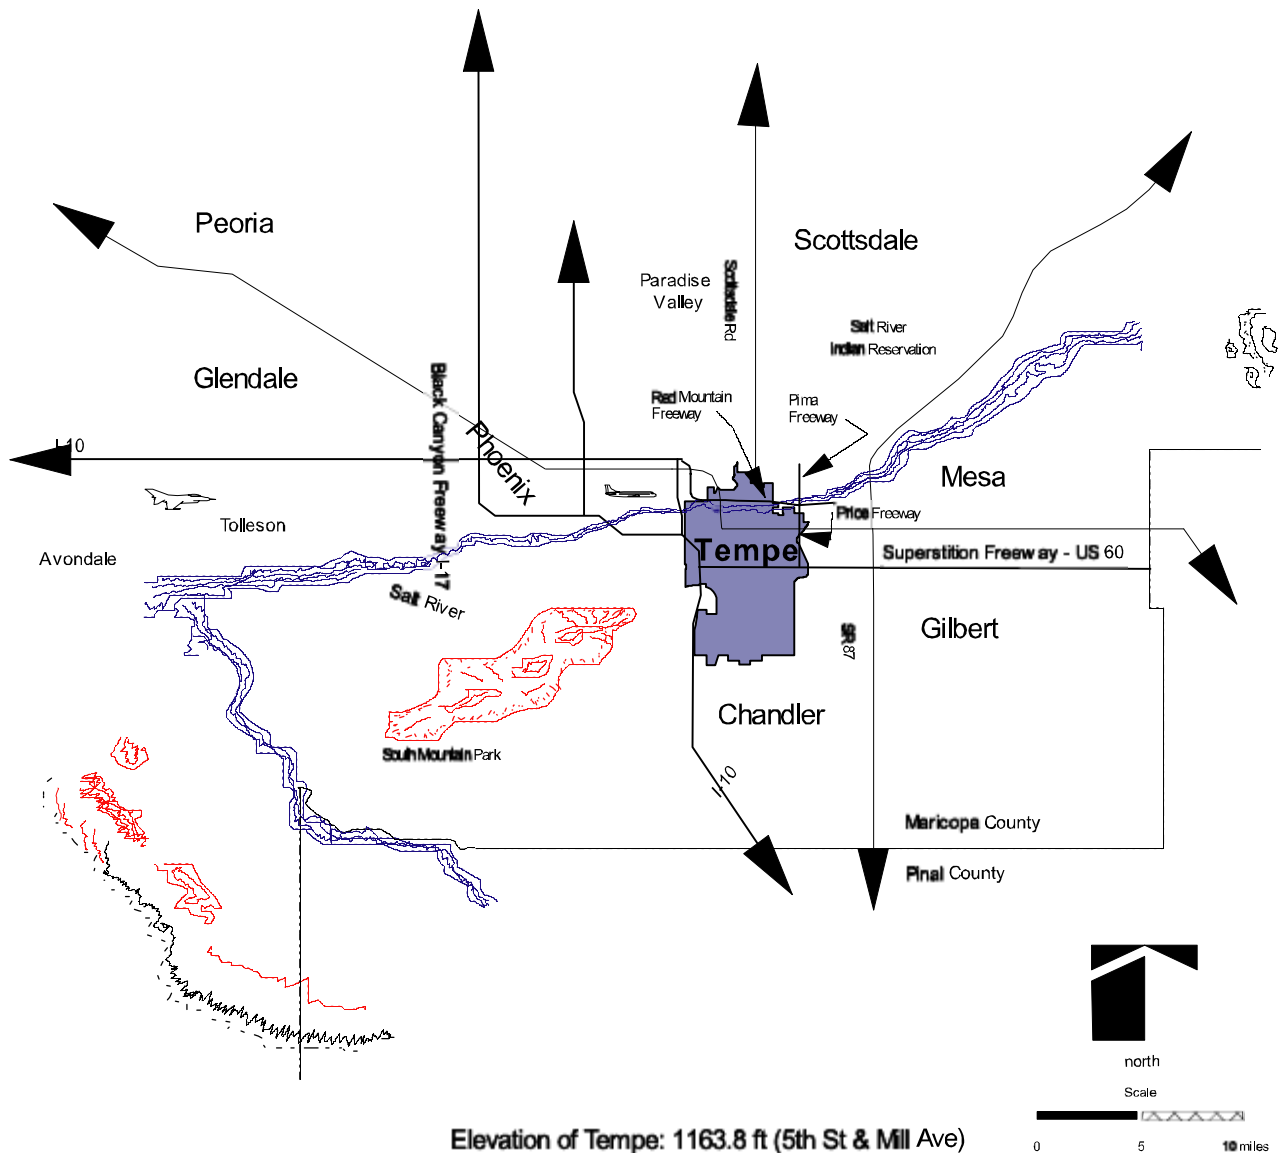 Peoria
Scottsdale
Paradise
Valley
Scottsdale Rd
Salt River
Indian Reservation
Glendale
Black Canyon Freeway I-17
Red Mountain
Freeway
Pima
Freeway
I-10
Phoenix
Mesa
Tolleson
Price Freeway
Avondale
Tempe
Superstition Freeway - US 60
Salt River
Gilbert
SR 87
Chandler
South Mountain Park
I-10
Maricopa County
Pinal County
north
Scale
0 5 10 miles
Elevation of Tempe: 1163.8 ft (5th St & Mill Ave)